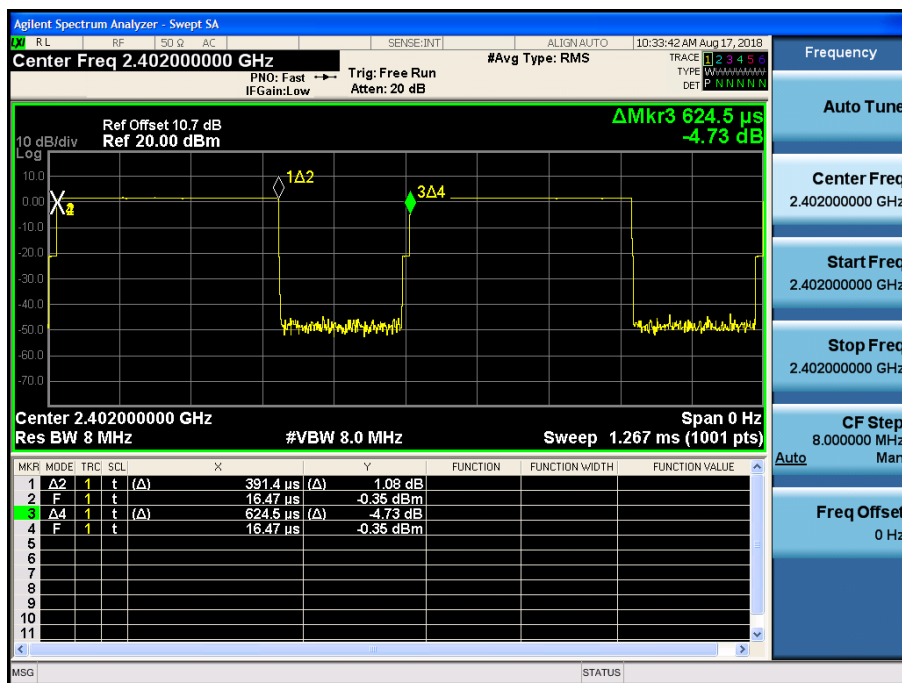 Agilent Spectrum Analyzer - Swept SA
LXI RL RF 50 Ω AC SENSE:INT ALIGN AUTO 10:33:42 AM Aug 17, 2018
Center Freq 2.402000000 GHz
#Avg Type: RMS
TRACE 1 2 3 4 5 6
PNO: Fast
Trig: Free Run
TYPE WWWWWW
IFGain:Low
Atten: 20 dB
DET P N N N N N
Ref Offset 10.7 dB
ΔMkr3 624.5 µs
10 dB/div
Ref 20.00 dBm
-4.73 dB
Log
10.0
1Δ2
3Δ4
0.00
-10.0
-20.0
-30.0
-40.0
-50.0
-60.0
-70.0
Center 2.402000000 GHz
Span 0 Hz
Res BW 8 MHz
#VBW 8.0 MHz
Sweep 1.267 ms (1001 pts)
MKR MODE TRC SCL X Y FUNCTION FUNCTION WIDTH FUNCTION VALUE
1 Δ2 1 t (Δ) 391.4 µs (Δ) 1.08 dB
2 F 1 t 16.47 µs -0.35 dBm
3 Δ4 1 t (Δ) 624.5 µs (Δ) -4.73 dB
4 F 1 t 16.47 µs -0.35 dBm
5
6
7
8
9
10
11
MSG
STATUS
Frequency
Auto Tune
Center Freq
2.402000000 GHz
Start Freq
2.402000000 GHz
Stop Freq
2.402000000 GHz
CF Step
8.000000 MHz
Auto Man
Freq Offset
0 Hz